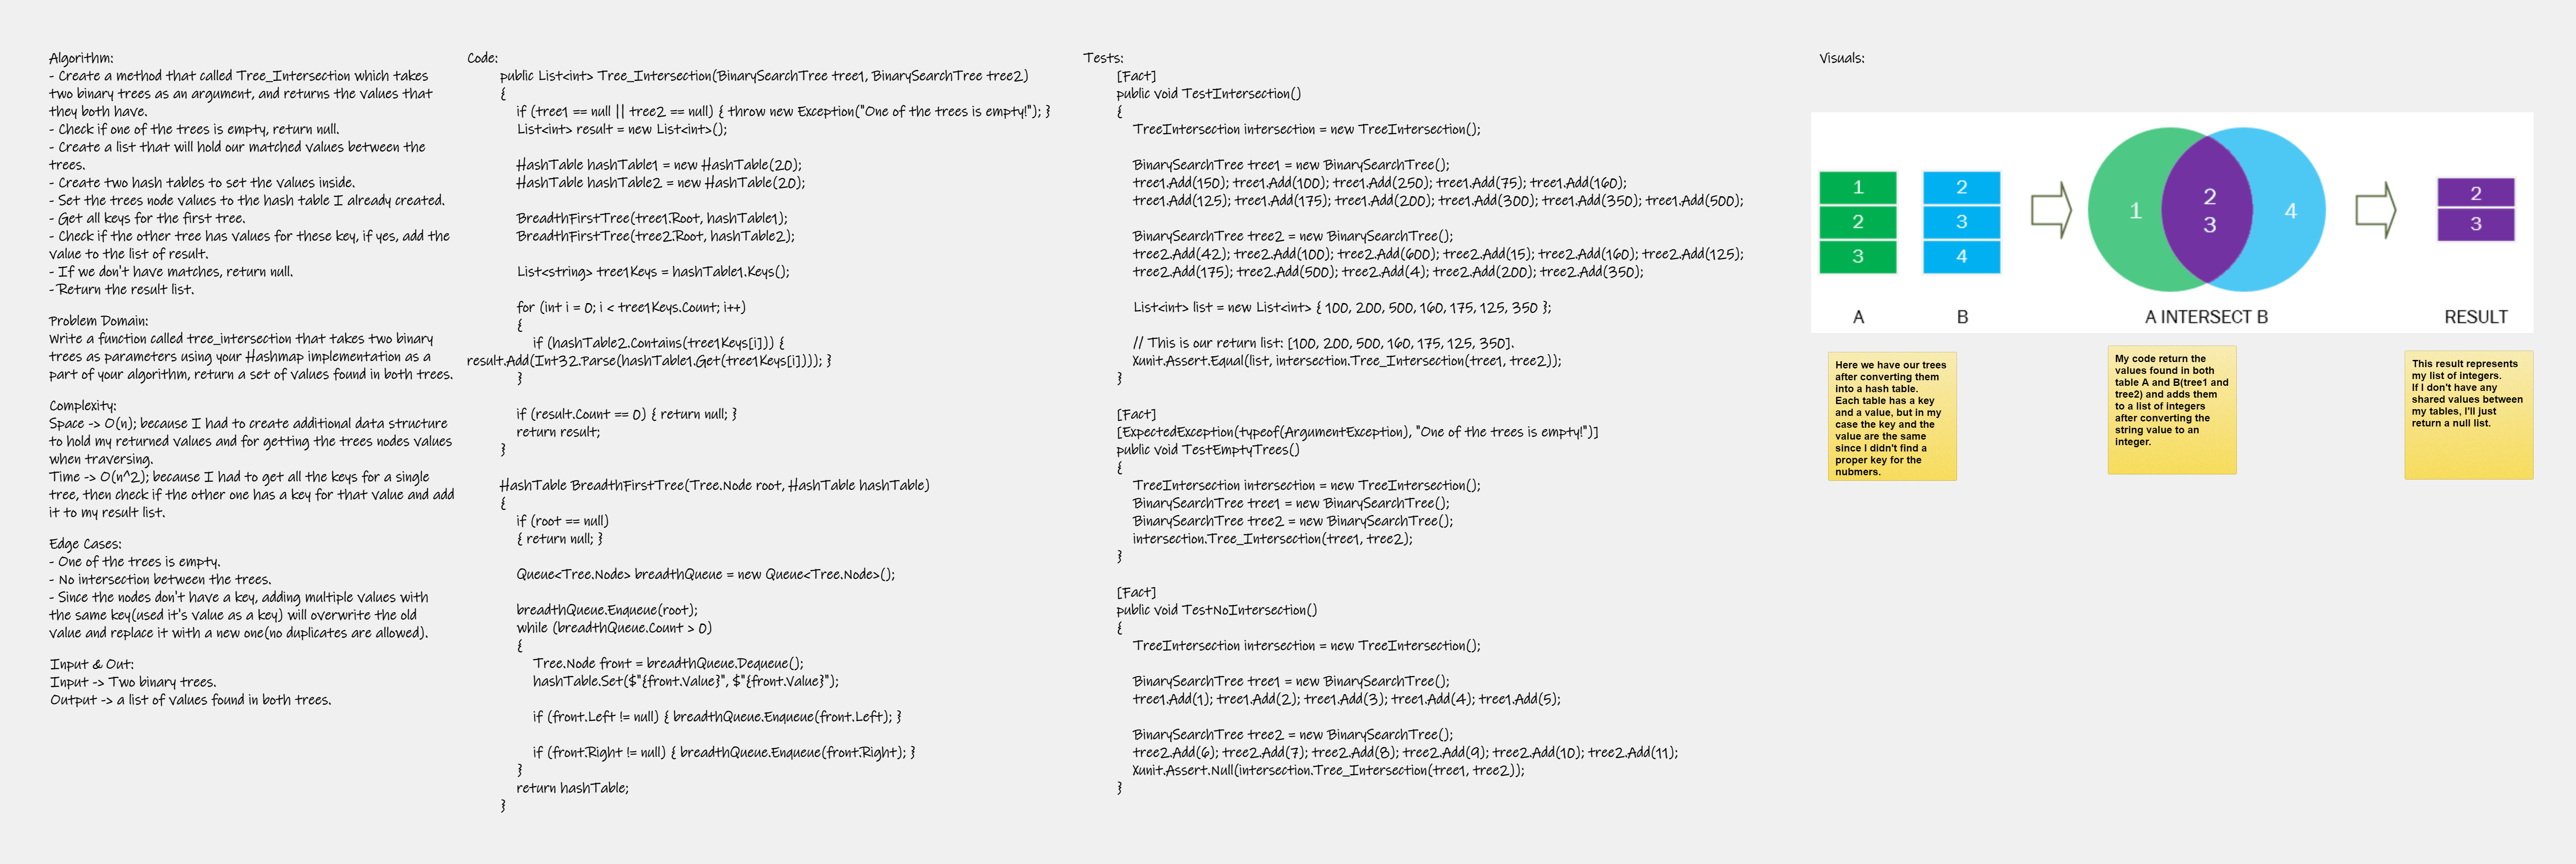 Algorithm:
- Create a method that called Tree_Intersection which takes
two binary trees as an argument, and returns the values that
they both have.
- Check if one of the trees is empty, return null.
- Create a list that will hold our matched values between the
trees.
- Create two hash tables to set the values inside.
- Set the trees node values to the hash table I already created.
- Get all keys for the first tree.
- Check if the other tree has values for these key, if yes, add the
value to the list of result.
- If we don't have matches, return null.
- Return the result list.
Problem Domain:
Write a function called tree_intersection that takes two binary
trees as parameters using your Hashmap implementation as a
part of your algorithm, return a set of values found in both trees.
Complexity:
Space -> O(n); because I had to create additional data structure
to hold my returned values and for getting the trees nodes values
when traversing.
Time -> O(n^2); because I had to get all the keys for a single
tree, then check if the other one has a key for that value and add
it to my result list.
Edge Cases:
- One of the trees is empty.
- No intersection between the trees.
- Since the nodes don't have a key, adding multiple values with
the same key(used it's value as a key) will overwrite the old
value and replace it with a new one(no duplicates are allowed).
Input & Out:
Input -> Two binary trees.
Output -> a list of values found in both trees.
Code:
public List<int> Tree_Intersection(BinarySearchTree tree1, BinarySearchTree tree2)
{
if (tree1 == null || tree2 == null) { throw new Exception("One of the trees is empty!"); }
List<int> result = new List<int>();
HashTable hashTable1 = new HashTable(20);
HashTable hashTable2 = new HashTable(20);
BreadthFirstTree(tree1.Root, hashTable1);
BreadthFirstTree(tree2.Root, hashTable2);
List<string> tree1Keys = hashTable1.Keys();
for (int i = 0; i < tree1Keys.Count; i++)
{
if (hashTable2.Contains(tree1Keys[i])) {
result.Add(Int32.Parse(hashTable1.Get(tree1Keys[i]))); }
}
if (result.Count == 0) { return null; }
return result;
}
HashTable BreadthFirstTree(Tree.Node root, HashTable hashTable)
{
if (root == null)
{ return null; }
Queue<Tree.Node> breadthQueue = new Queue<Tree.Node>();
breadthQueue.Enqueue(root);
while (breadthQueue.Count > 0)
{
Tree.Node front = breadthQueue.Dequeue();
hashTable.Set($"{front.Value}", $"{front.Value}");
if (front.Left != null) { breadthQueue.Enqueue(front.Left); }
if (front.Right != null) { breadthQueue.Enqueue(front.Right); }
}
return hashTable;
}
Tests:
[Fact]
public void TestIntersection()
{
TreeIntersection intersection = new TreeIntersection();
BinarySearchTree tree1 = new BinarySearchTree();
tree1.Add(150); tree1.Add(100); tree1.Add(250); tree1.Add(75); tree1.Add(160);
tree1.Add(125); tree1.Add(175); tree1.Add(200); tree1.Add(300); tree1.Add(350); tree1.Add(500);
BinarySearchTree tree2 = new BinarySearchTree();
tree2.Add(42); tree2.Add(100); tree2.Add(600); tree2.Add(15); tree2.Add(160); tree2.Add(125);
tree2.Add(175); tree2.Add(500); tree2.Add(4); tree2.Add(200); tree2.Add(350);
List<int> list = new List<int> { 100, 200, 500, 160, 175, 125, 350 };
// This is our return list: [100, 200, 500, 160, 175, 125, 350].
Xunit.Assert.Equal(list, intersection.Tree_Intersection(tree1, tree2));
}
[Fact]
[ExpectedException(typeof(ArgumentException), "One of the trees is empty!")]
public void TestEmptyTrees()
{
TreeIntersection intersection = new TreeIntersection();
BinarySearchTree tree1 = new BinarySearchTree();
BinarySearchTree tree2 = new BinarySearchTree();
intersection.Tree_Intersection(tree1, tree2);
}
[Fact]
public void TestNoIntersection()
{
TreeIntersection intersection = new TreeIntersection();
BinarySearchTree tree1 = new BinarySearchTree();
tree1.Add(1); tree1.Add(2); tree1.Add(3); tree1.Add(4); tree1.Add(5);
BinarySearchTree tree2 = new BinarySearchTree();
tree2.Add(6); tree2.Add(7); tree2.Add(8); tree2.Add(9); tree2.Add(10); tree2.Add(11);
Xunit.Assert.Null(intersection.Tree_Intersection(tree1, tree2));
}
Visuals:
1
2
3
A
2
3
4
B
1
2
3
4
A INTERSECT B
2
3
RESULT
Here we have our trees
after converting them
into a hash table.
Each table has a key
and a value, but in my
case the key and the
value are the same
since I didn't find a
proper key for the
nubmers.
My code return the
values found in both
table A and B(tree1 and
tree2) and adds them
to a list of integers
after converting the
string value to an
integer.
This result represents
my list of integers.
If I don't have any
shared values between
my tables, I'll just
return a null list.